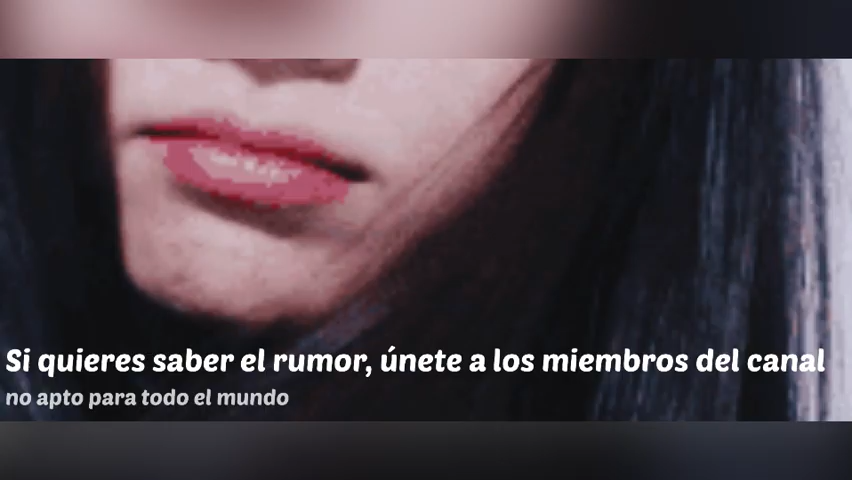 Si quieres saber el rumor, únete a los miembros del canal
no apto para todo el mundo